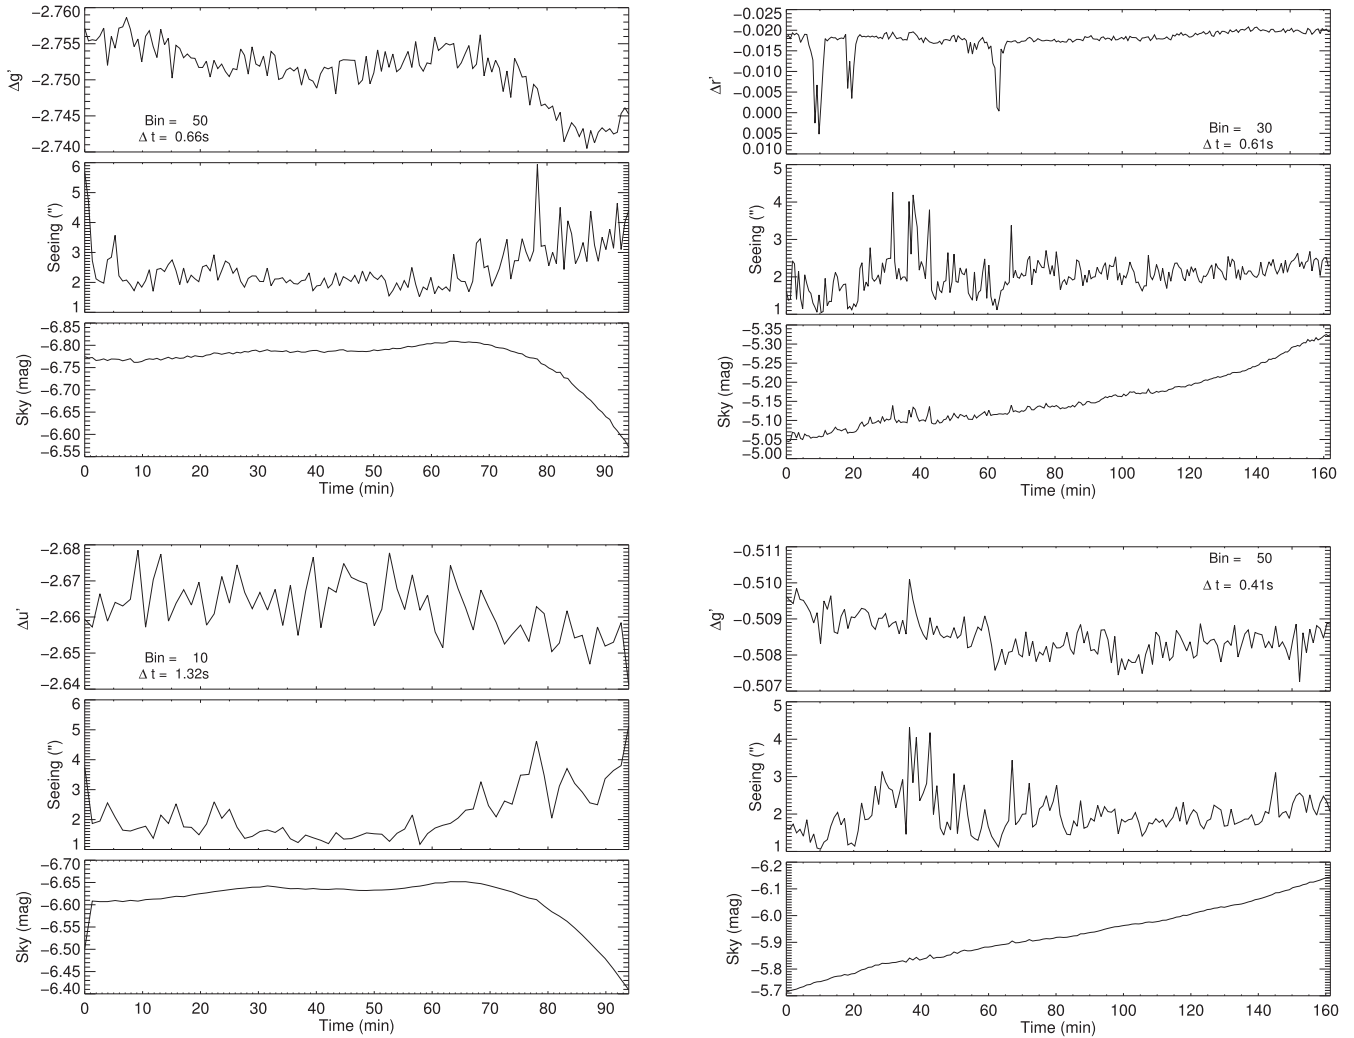 −2.760
−2.755
−2.750
−2.745
−2.740
Δg'
Bin = 50
Δ t = 0.66s
6
5
4
3
2
1
Seeing (")
−6.85
−6.80
−6.75
−6.70
−6.65
−6.60
−6.55
Sky (mag)
0 10 20 30 40 50 60 70 80 90
Time (min)
−0.025
−0.020
−0.015
−0.010
−0.005
0.000
0.005
0.010
Δr'
Bin = 30
Δ t = 0.61s
5
4
3
2
1
Seeing (")
−5.35
−5.30
−5.20
−5.10
−5.05
−5.00
Sky (mag)
0 20 40 60 80 100 120 140 160
Time (min)
−2.68
−2.67
−2.66
−2.65
−2.64
Δu'
Bin = 10
Δ t = 1.32s
6
5
4
3
2
1
Seeing (")
−6.70
−6.65
−6.60
−6.50
−6.45
−6.40
Sky (mag)
0 10 20 30 40 50 60 70 80 90
Time (min)
−0.511
−0.510
−0.509
−0.508
−0.507
Δg'
Bin = 50
Δ t = 0.41s
5
4
3
2
1
Seeing (")
−6.2
−6.1
−6.0
−5.9
−5.8
−5.7
Sky (mag)
0 20 40 60 80 100 120 140 160
Time (min)